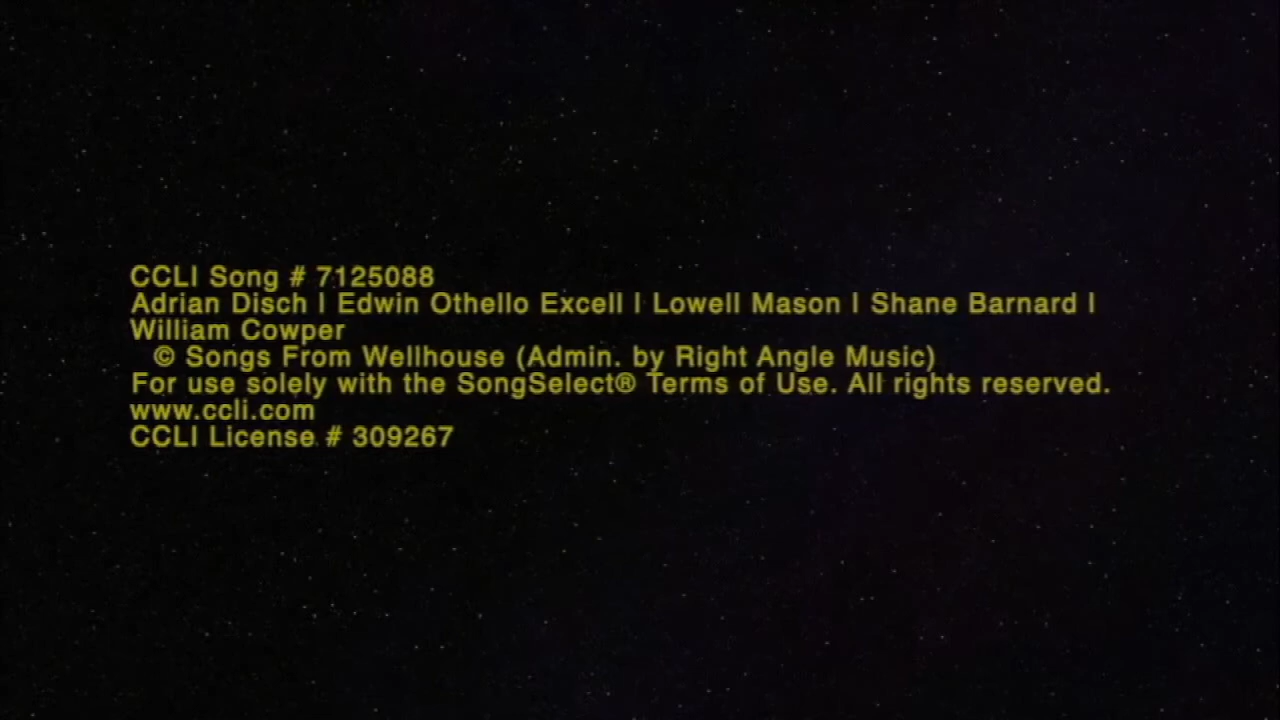 CCLI Song # 7125088
Adrian Disch | Edwin Othello Excell | Lowell Mason | Shane Barnard |
William Cowper
© Songs From Wellhouse (Admin. by Right Angle Music)
For use solely with the SongSelect® Terms of Use. All rights reserved.
www.ccli.com
CCLI License # 309267